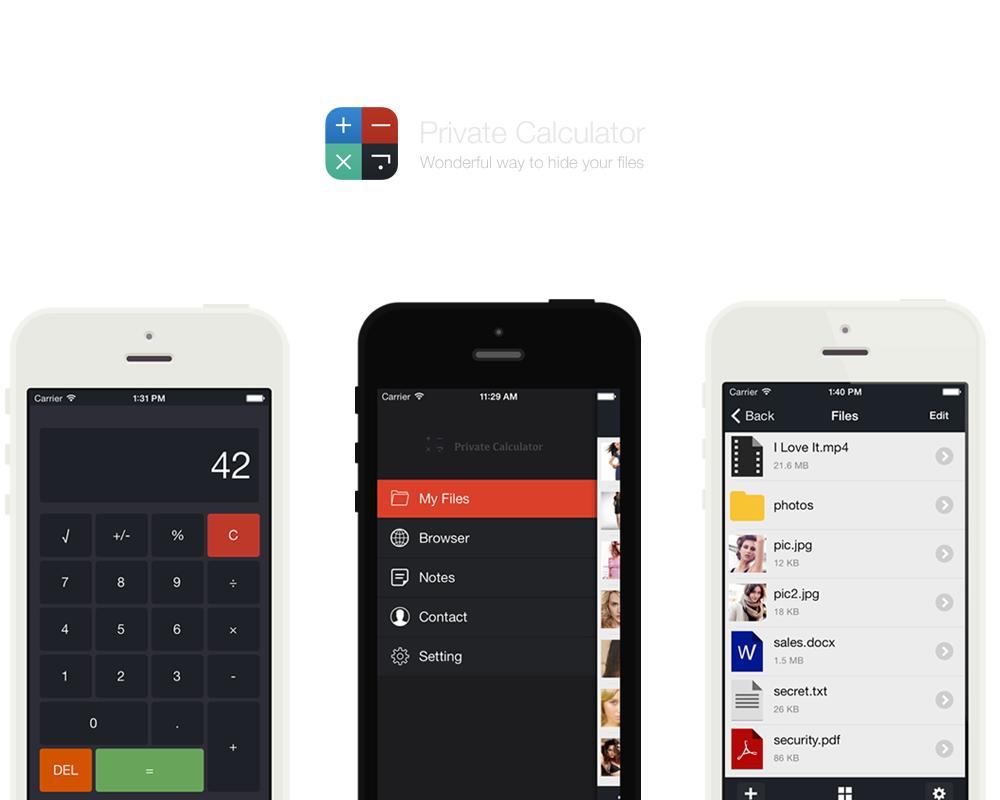 Private Calculator
Wonderful way to hide your files
Carrier 1:31 PM
42
√ +/- % C
7 8 9 ÷
4 5 6 ×
1 2 3 -
0 . +
DEL =
Carrier 11:29 AM
Private Calculator
My Files
Browser
Notes
Contact
Setting
Carrier 1:40 PM
Back Files Edit
I Love It.mp4
21.6 MB
photos
pic.jpg
12 KB
pic2.jpg
18 KB
W
sales.docx
1.5 MB
secret.txt
26 KB
security.pdf
86 KB